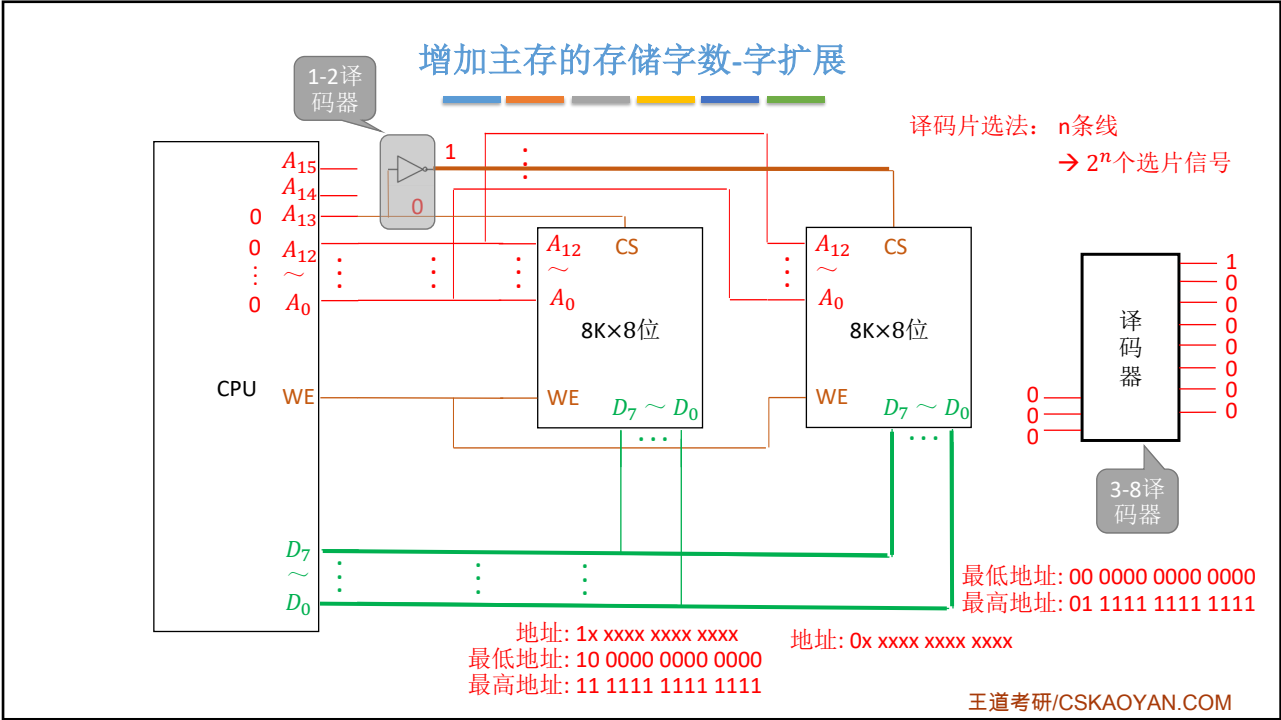 增加主存的存储字数-字扩展
1-2译
码器
译码片选法： n条线
→ 2ⁿ个选片信号
1
0
A₁₅
A₁₄
0 A₁₃
0 A₁₂
⋮ ～
0 A₀
CPU
WE
D₇
～
D₀
CS
A₁₂
～
A₀
8K×8位
WE
D₇ ～ D₀
…
CS
A₁₂
～
A₀
8K×8位
WE
D₇ ～ D₀
…
译
码
器
0
0
0
1
0
0
0
0
0
0
0
3-8译
码器
最低地址: 00 0000 0000 0000
最高地址: 01 1111 1111 1111
地址: 1x xxxx xxxx xxxx
最低地址: 10 0000 0000 0000
最高地址: 11 1111 1111 1111
地址: 0x xxxx xxxx xxxx
王道考研/CSKAOYAN.COM